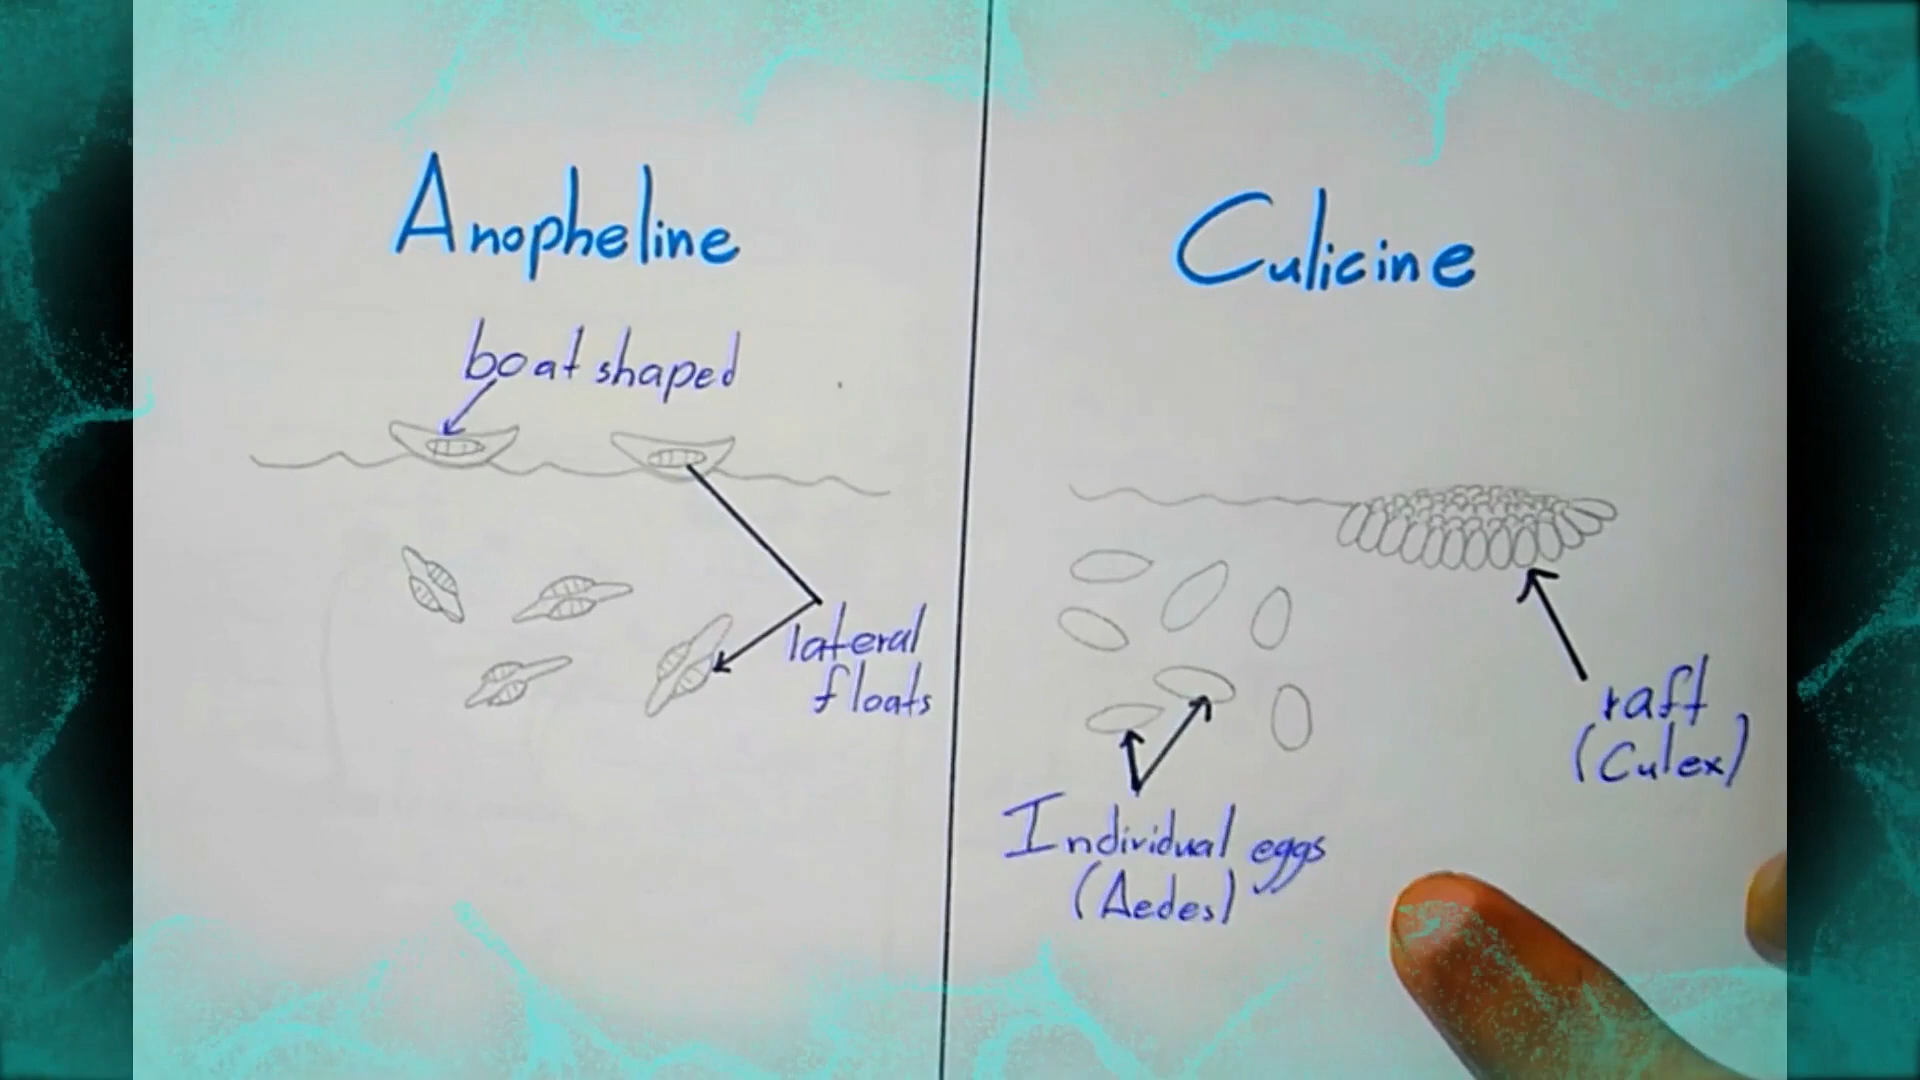 Anopheline
boat shaped
lateral
floats
Culicine
raft
(Culex)
Individual eggs
(Aedes)